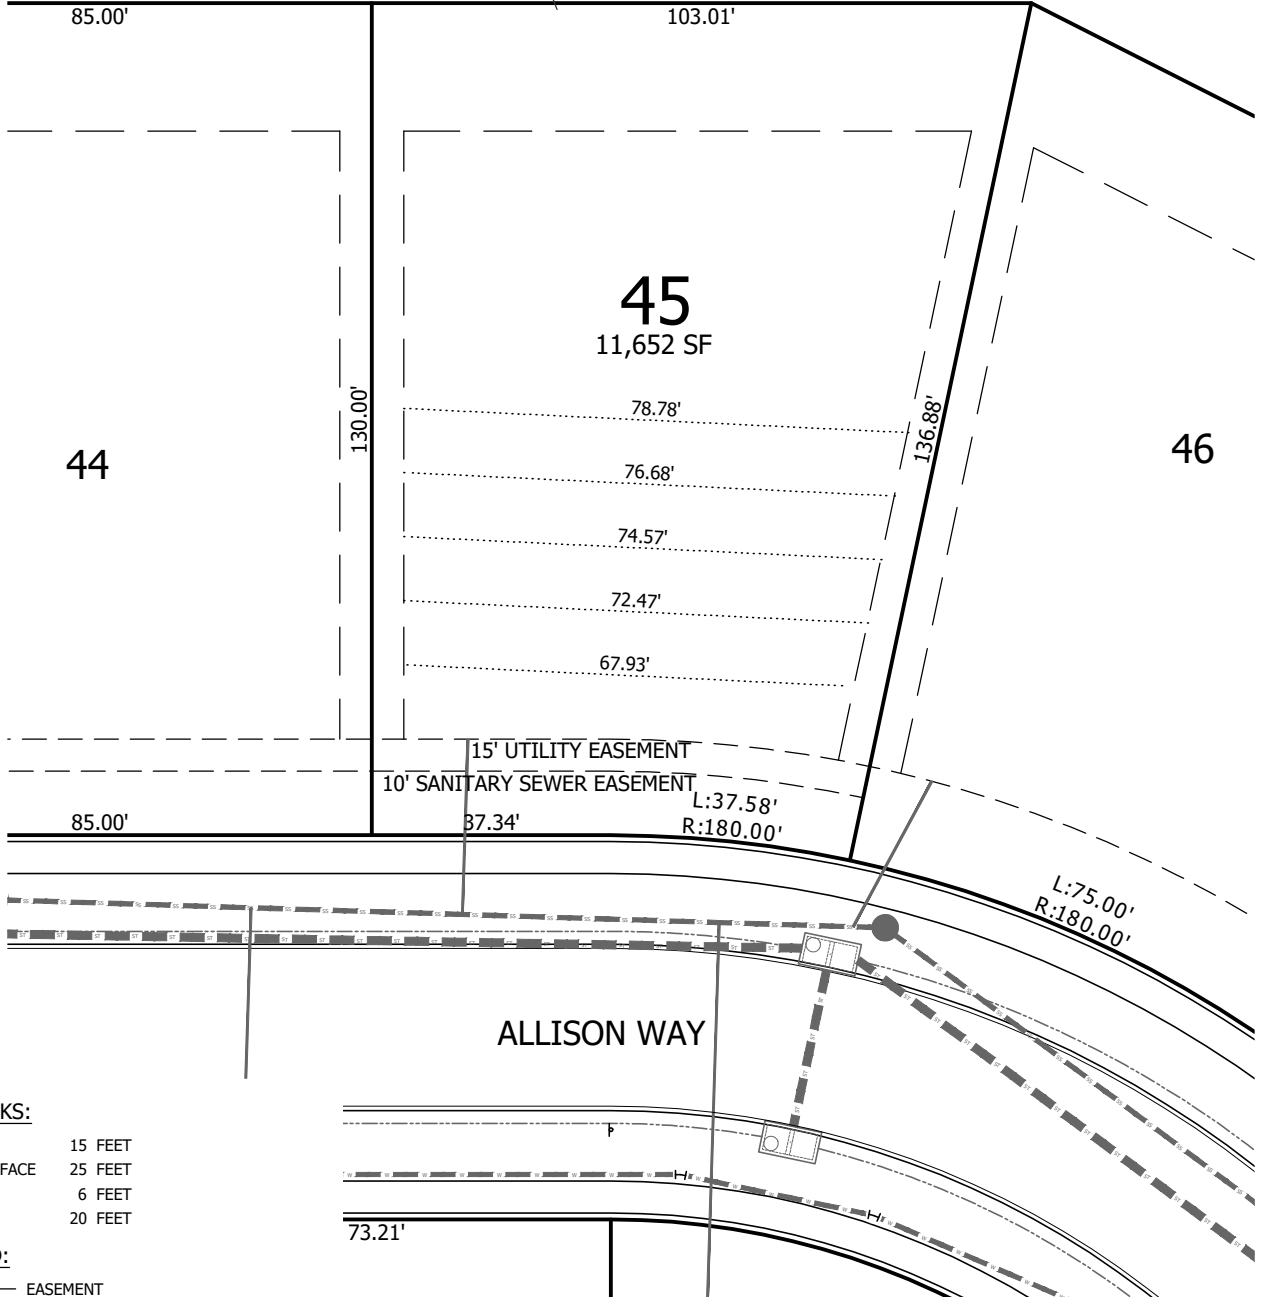 85.00'
103.01'
45
11,652 SF
130.00'
136.88'
78.78'
76.68'
74.57'
72.47'
67.93'
44
46
15' UTILITY EASEMENT
10' SANITARY SEWER EASEMENT
85.00'
37.34'
L:37.58'
R:180.00'
L:75.00'
R:180.00'
ALLISON WAY
KS:
15 FEET
FACE 25 FEET
6 FEET
20 FEET
73.21'
EASEMENT